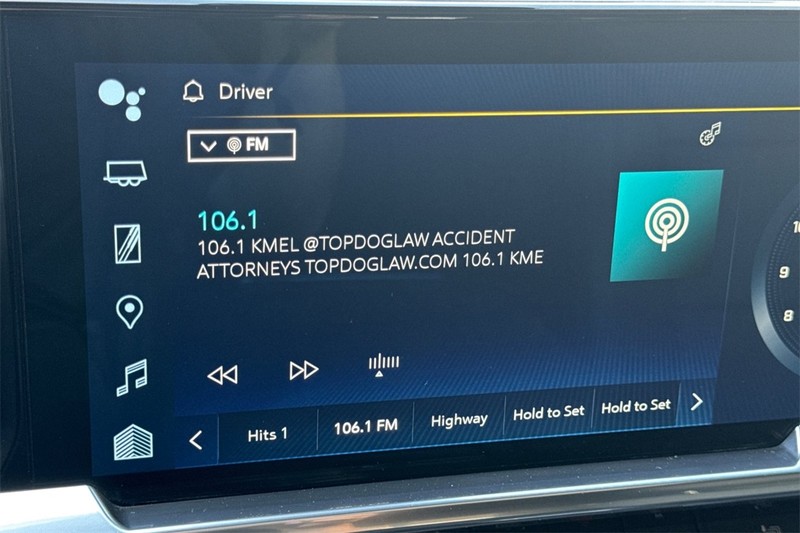 Driver
FM
106.1
106.1 KMEL @TOPDOGLAW ACCIDENT
ATTORNEYS TOPDOGLAW.COM 106.1 KME
Hits 1
106.1 FM
Highway
Hold to Set
Hold to Set
9
8